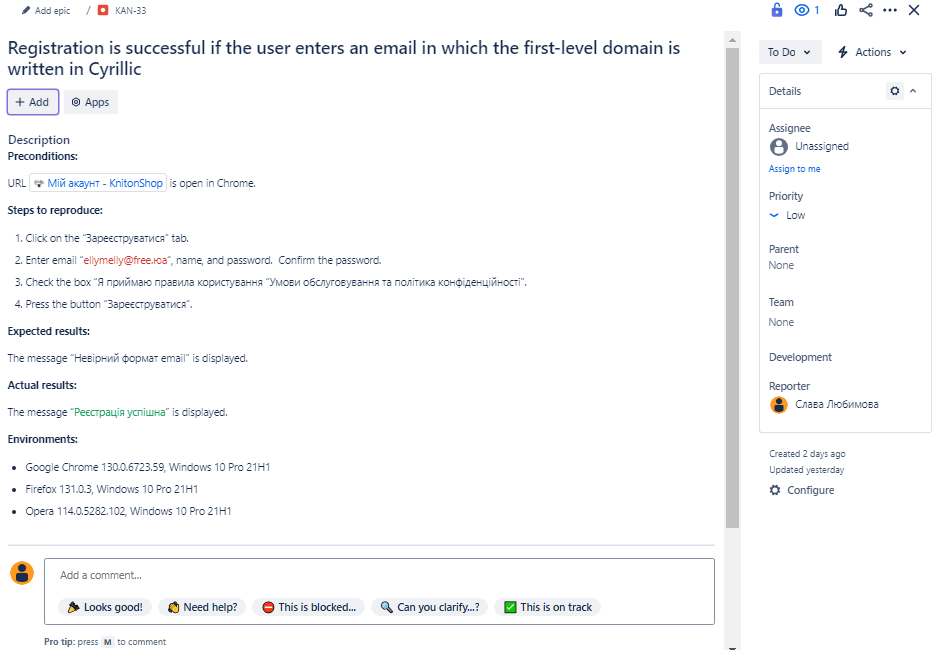 Add epic / KAN-33
1
Registration is successful if the user enters an email in which the first-level domain is
written in Cyrillic
+ Add
Apps
Description
Preconditions:
URL Мій акаунт - KnitonShop is open in Chrome.
Steps to reproduce:
1. Click on the "Зареєструватися" tab.
2. Enter email "ellymelly@free.юа", name, and password. Confirm the password.
3. Check the box "Я приймаю правила користування "Умови обслуговування та політика конфіденційності".
4. Press the button "Зареєструватися".
Expected results:
The message "Невірний формат email" is displayed.
Actual results:
The message "Реєстрація успішна" is displayed.
Environments:
• Google Chrome 130.0.6723.59, Windows 10 Pro 21H1
• Firefox 131.0.3, Windows 10 Pro 21H1
• Opera 114.0.5282.102, Windows 10 Pro 21H1
Add a comment...
Looks good!
Need help?
This is blocked...
Can you clarify...?
This is on track
Pro tip: press M to comment
To Do
Actions
Details
Assignee
Unassigned
Assign to me
Priority
Low
Parent
None
Team
None
Development
Reporter
Слава Любимова
Created 2 days ago
Updated yesterday
Configure